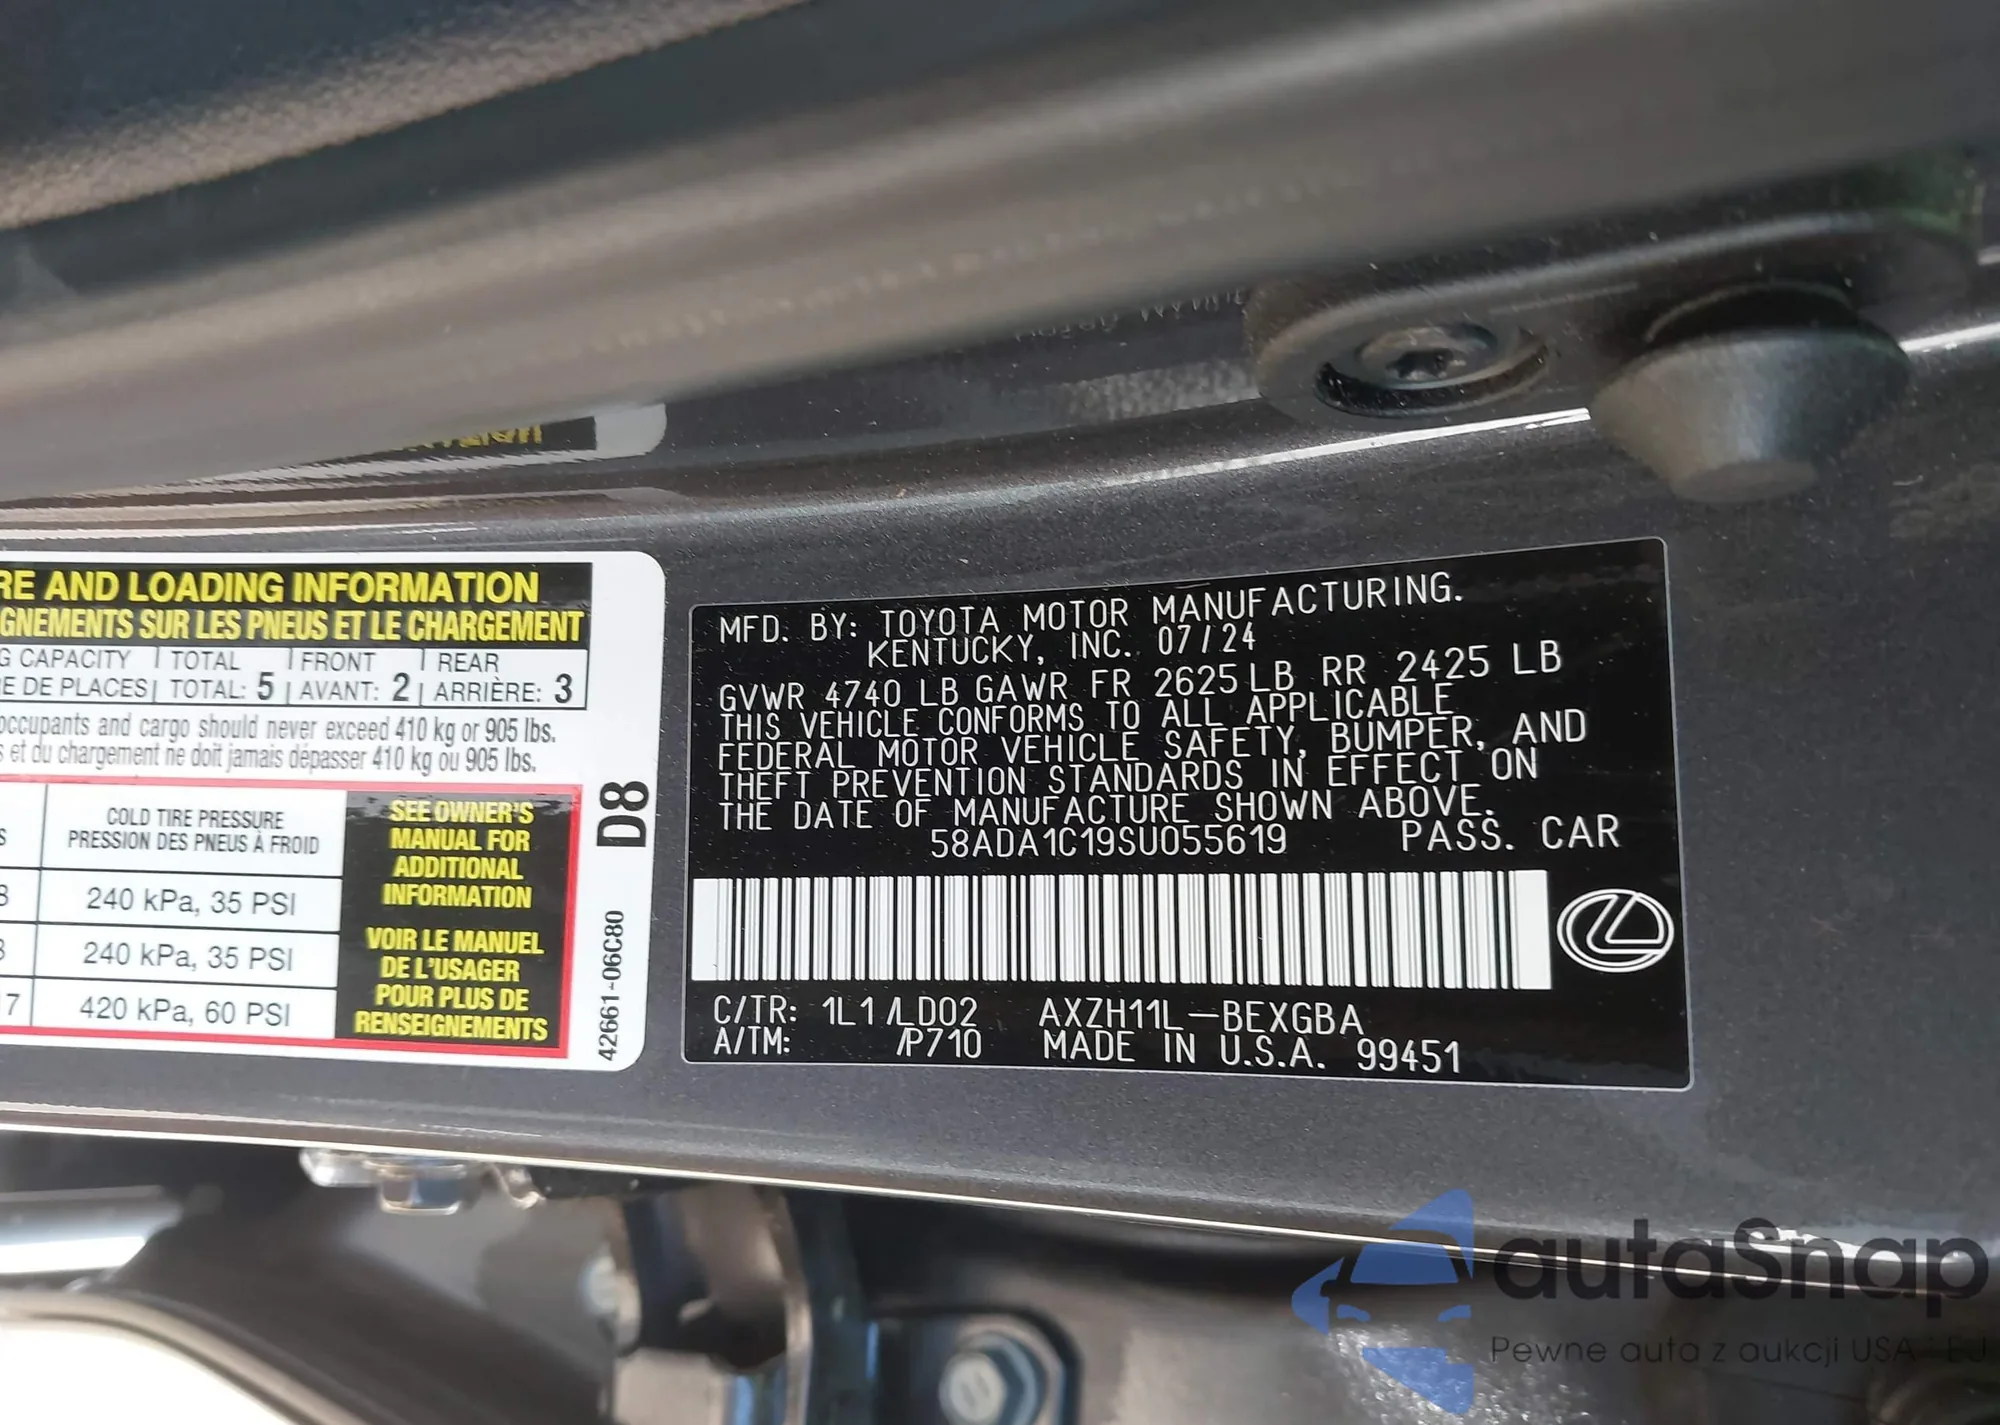 RE AND LOADING INFORMATION
GNEMENTS SUR LES PNEUS ET LE CHARGEMENT
G CAPACITY TOTAL FRONT REAR
E DE PLACES TOTAL: 5 AVANT: 2 ARRIÈRE: 3
occupants and cargo should never exceed 410 kg or 905 lbs.
s et du chargement ne doit jamais dépasser 410 kg ou 905 lbs.
COLD TIRE PRESSURE
PRESSION DES PNEUS À FROID
240 kPa, 35 PSI
240 kPa, 35 PSI
7 420 kPa, 60 PSI
SEE OWNER'S
MANUAL FOR
ADDITIONAL
INFORMATION
VOIR LE MANUEL
DE L'USAGER
POUR PLUS DE
RENSEIGNEMENTS
D8
42661-06C80
MFD. BY: TOYOTA MOTOR MANUFACTURING.
KENTUCKY, INC. 07/24
GVWR 4740 LB GAWR FR 2625 LB RR 2425 LB
THIS VEHICLE CONFORMS TO ALL APPLICABLE
FEDERAL MOTOR VEHICLE SAFETY, BUMPER, AND
THEFT PREVENTION STANDARDS IN EFFECT ON
THE DATE OF MANUFACTURE SHOWN ABOVE.
58ADA1C19SU055619 PASS. CAR
C/TR: 1L1/LD02 AXZH11L-BEXGBA
A/TM: /P710 MADE IN U.S.A. 99451
autaSnap
Pewne auta z aukcji USA i EJ